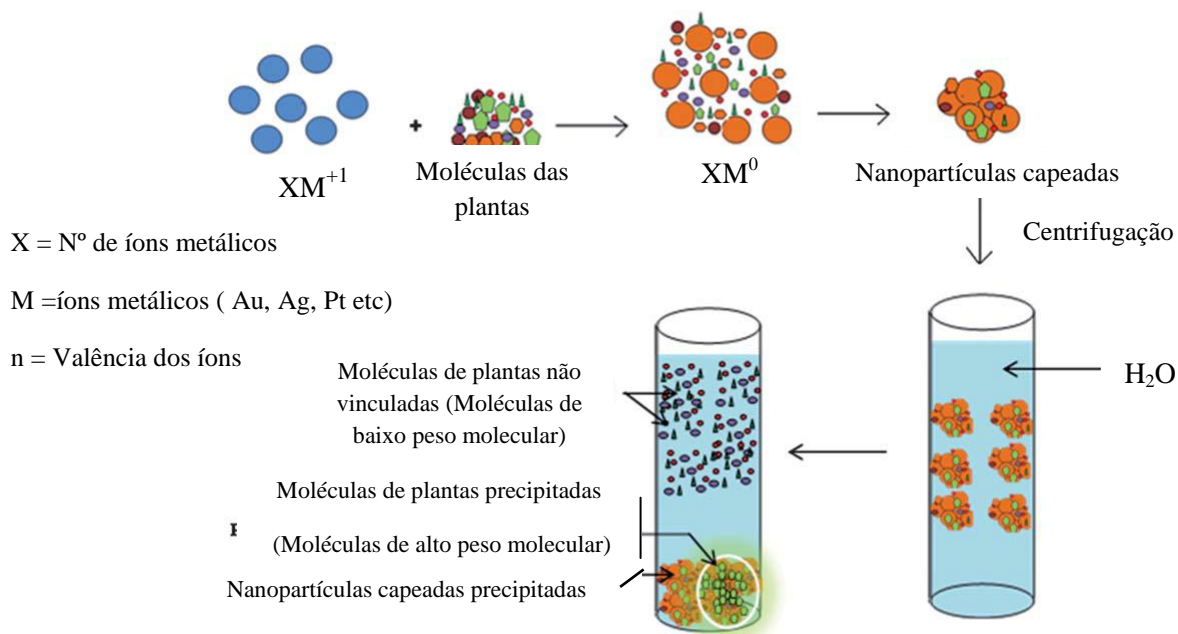 XM⁺¹
+
Moléculas das
plantas
XM⁰
Nanopartículas capeadas
Centrifugação
X = Nº de íons metálicos
M =íons metálicos ( Au, Ag, Pt etc)
n = Valência dos íons
H₂O
Moléculas de plantas não
vinculadas (Moléculas de
baixo peso molecular)
Moléculas de plantas precipitadas
(Moléculas de alto peso molecular)
Nanopartículas capeadas precipitadas